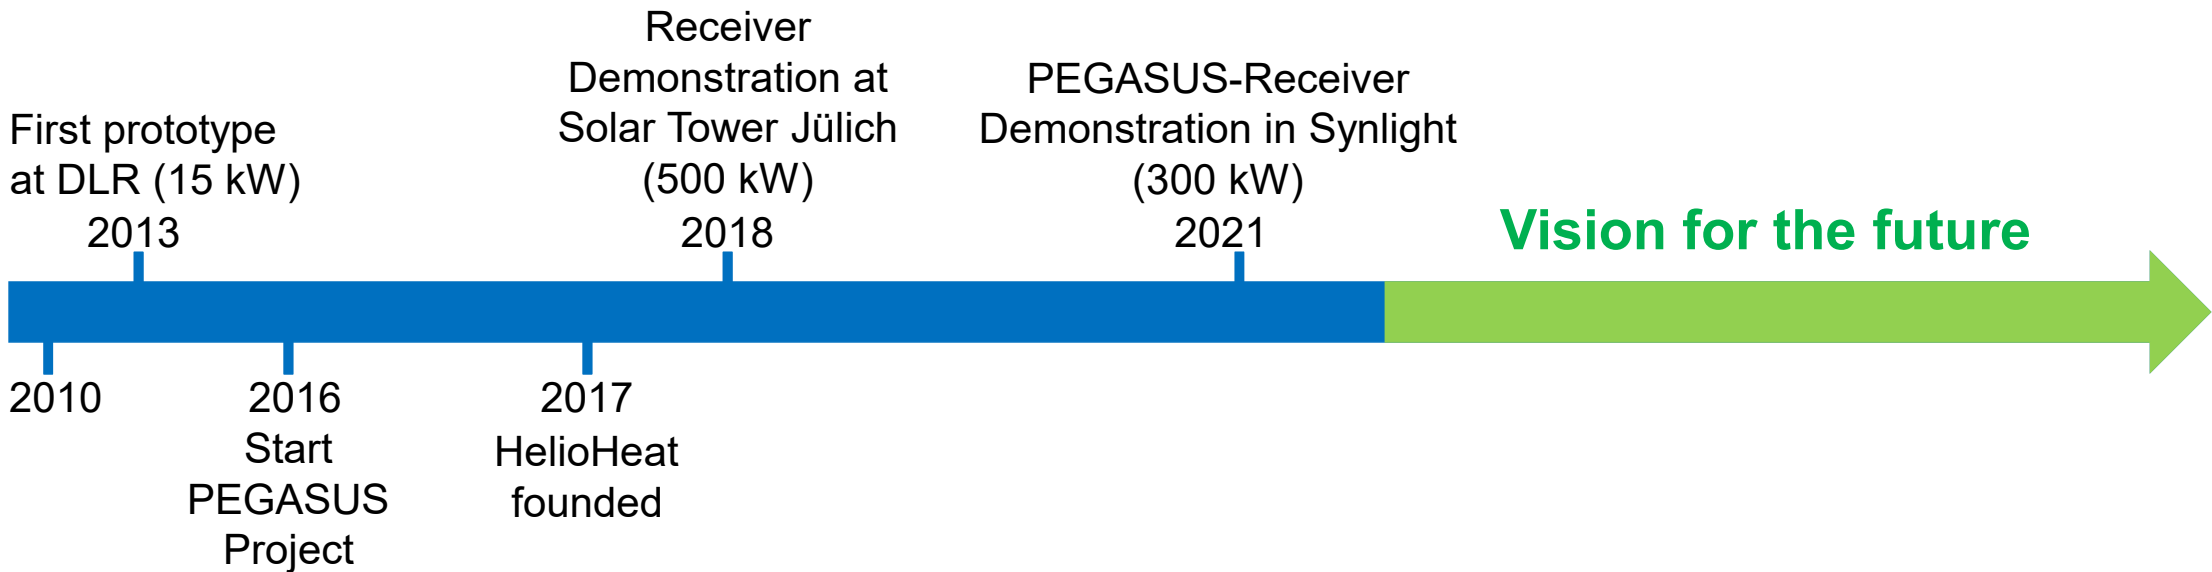 First prototype
at DLR (15 kW)
2013
Receiver
Demonstration at
Solar Tower Jülich
(500 kW)
2018
PEGASUS-Receiver
Demonstration in Synlight
(300 kW)
2021
Vision for the future
2010
2016
Start
PEGASUS
Project
2017
HelioHeat
founded